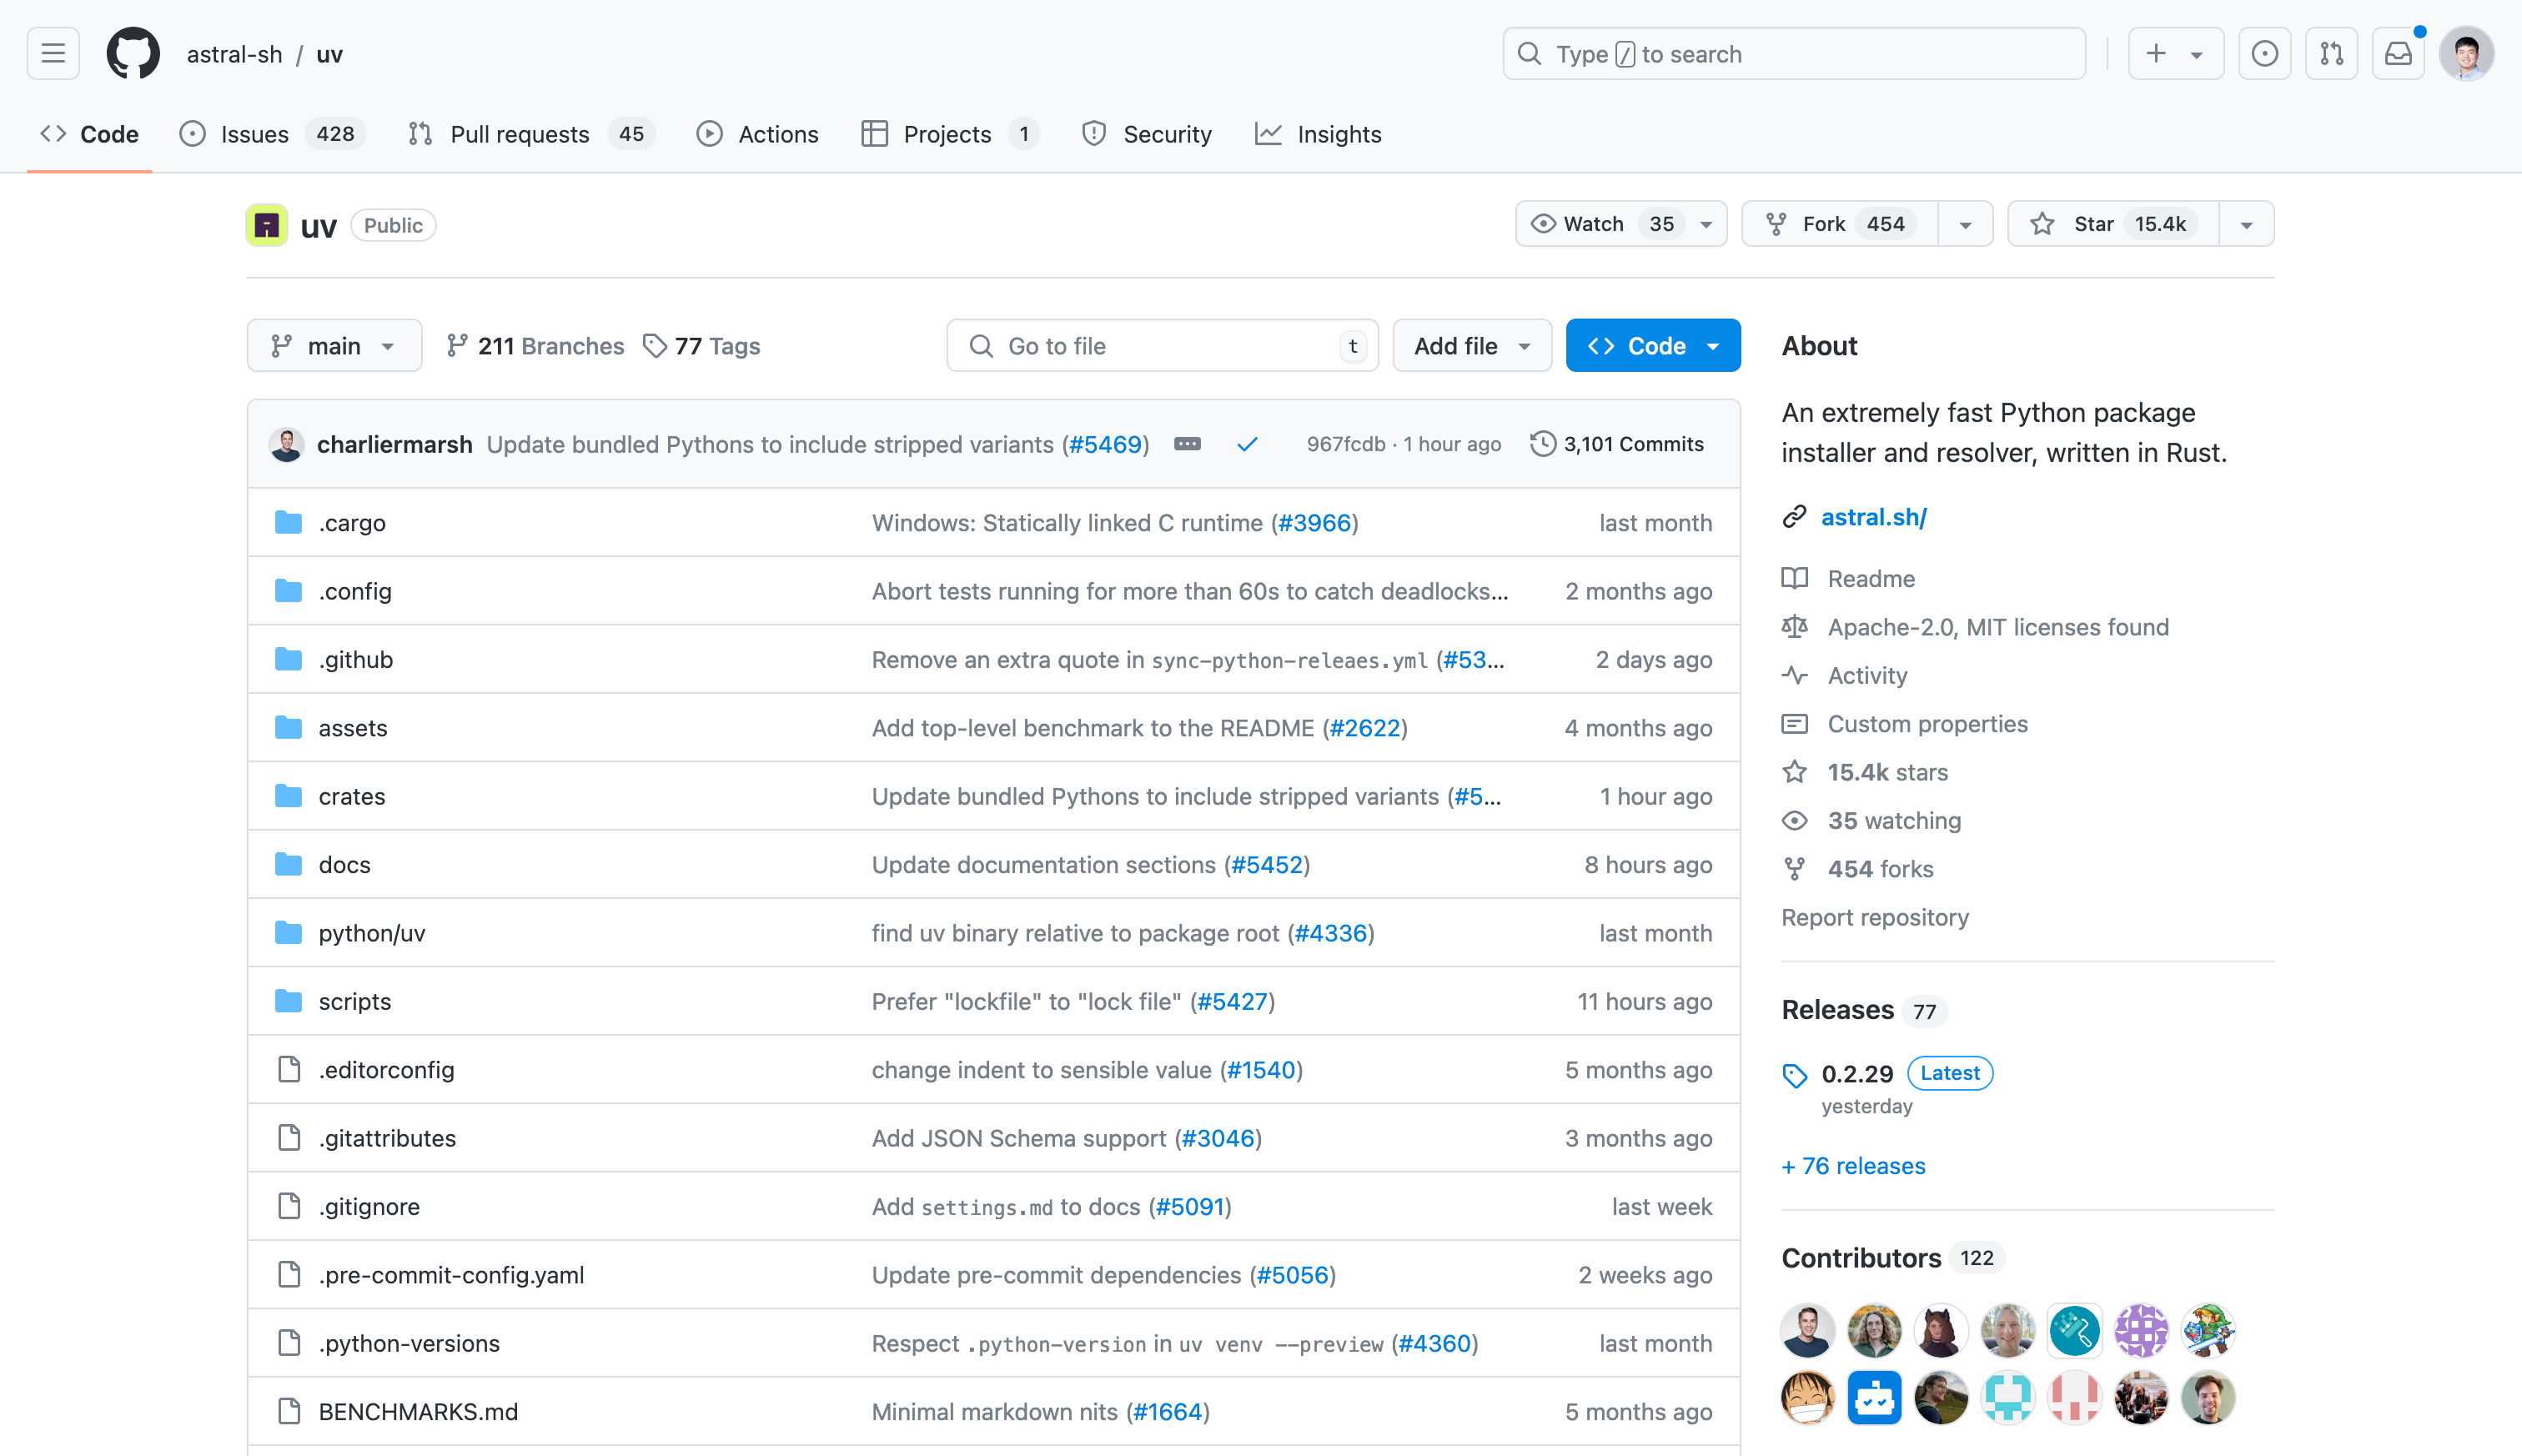 astral-sh / uv
Type / to search
Code
Issues 428
Pull requests 45
Actions
Projects 1
Security
Insights
uv Public
Watch 35
Fork 454
Star 15.4k
main
211 Branches
77 Tags
Go to file t
Add file
Code
charliermarsh Update bundled Pythons to include stripped variants (#5469) 967fcdb · 1 hour ago 3,101 Commits
.cargo Windows: Statically linked C runtime (#3966) last month
.config Abort tests running for more than 60s to catch deadlocks... 2 months ago
.github Remove an extra quote in sync-python-releaes.yml (#53... 2 days ago
assets Add top-level benchmark to the README (#2622) 4 months ago
crates Update bundled Pythons to include stripped variants (#5... 1 hour ago
docs Update documentation sections (#5452) 8 hours ago
python/uv find uv binary relative to package root (#4336) last month
scripts Prefer "lockfile" to "lock file" (#5427) 11 hours ago
.editorconfig change indent to sensible value (#1540) 5 months ago
.gitattributes Add JSON Schema support (#3046) 3 months ago
.gitignore Add settings.md to docs (#5091) last week
.pre-commit-config.yaml Update pre-commit dependencies (#5056) 2 weeks ago
.python-versions Respect .python-version in uv venv --preview (#4360) last month
BENCHMARKS.md Minimal markdown nits (#1664) 5 months ago
About
An extremely fast Python package
installer and resolver, written in Rust.
astral.sh/
Readme
Apache-2.0, MIT licenses found
Activity
Custom properties
15.4k stars
35 watching
454 forks
Report repository
Releases 77
0.2.29 Latest
yesterday
+ 76 releases
Contributors 122